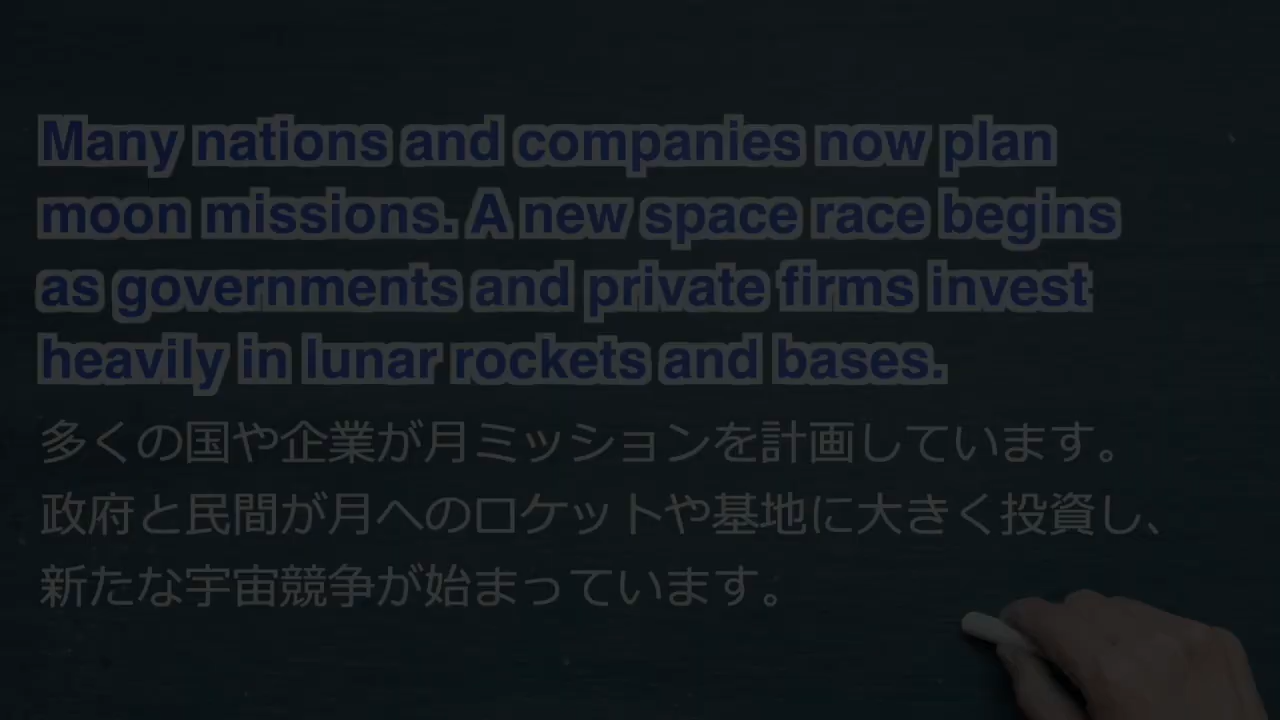 Many nations and companies now plan
moon missions. A new space race begins
as governments and private firms invest
heavily in lunar rockets and bases.
多くの国や企業が月ミッションを計画しています。
政府と民間が月へのロケットや基地に大きく投資し、
新たな宇宙競争が始まっています。